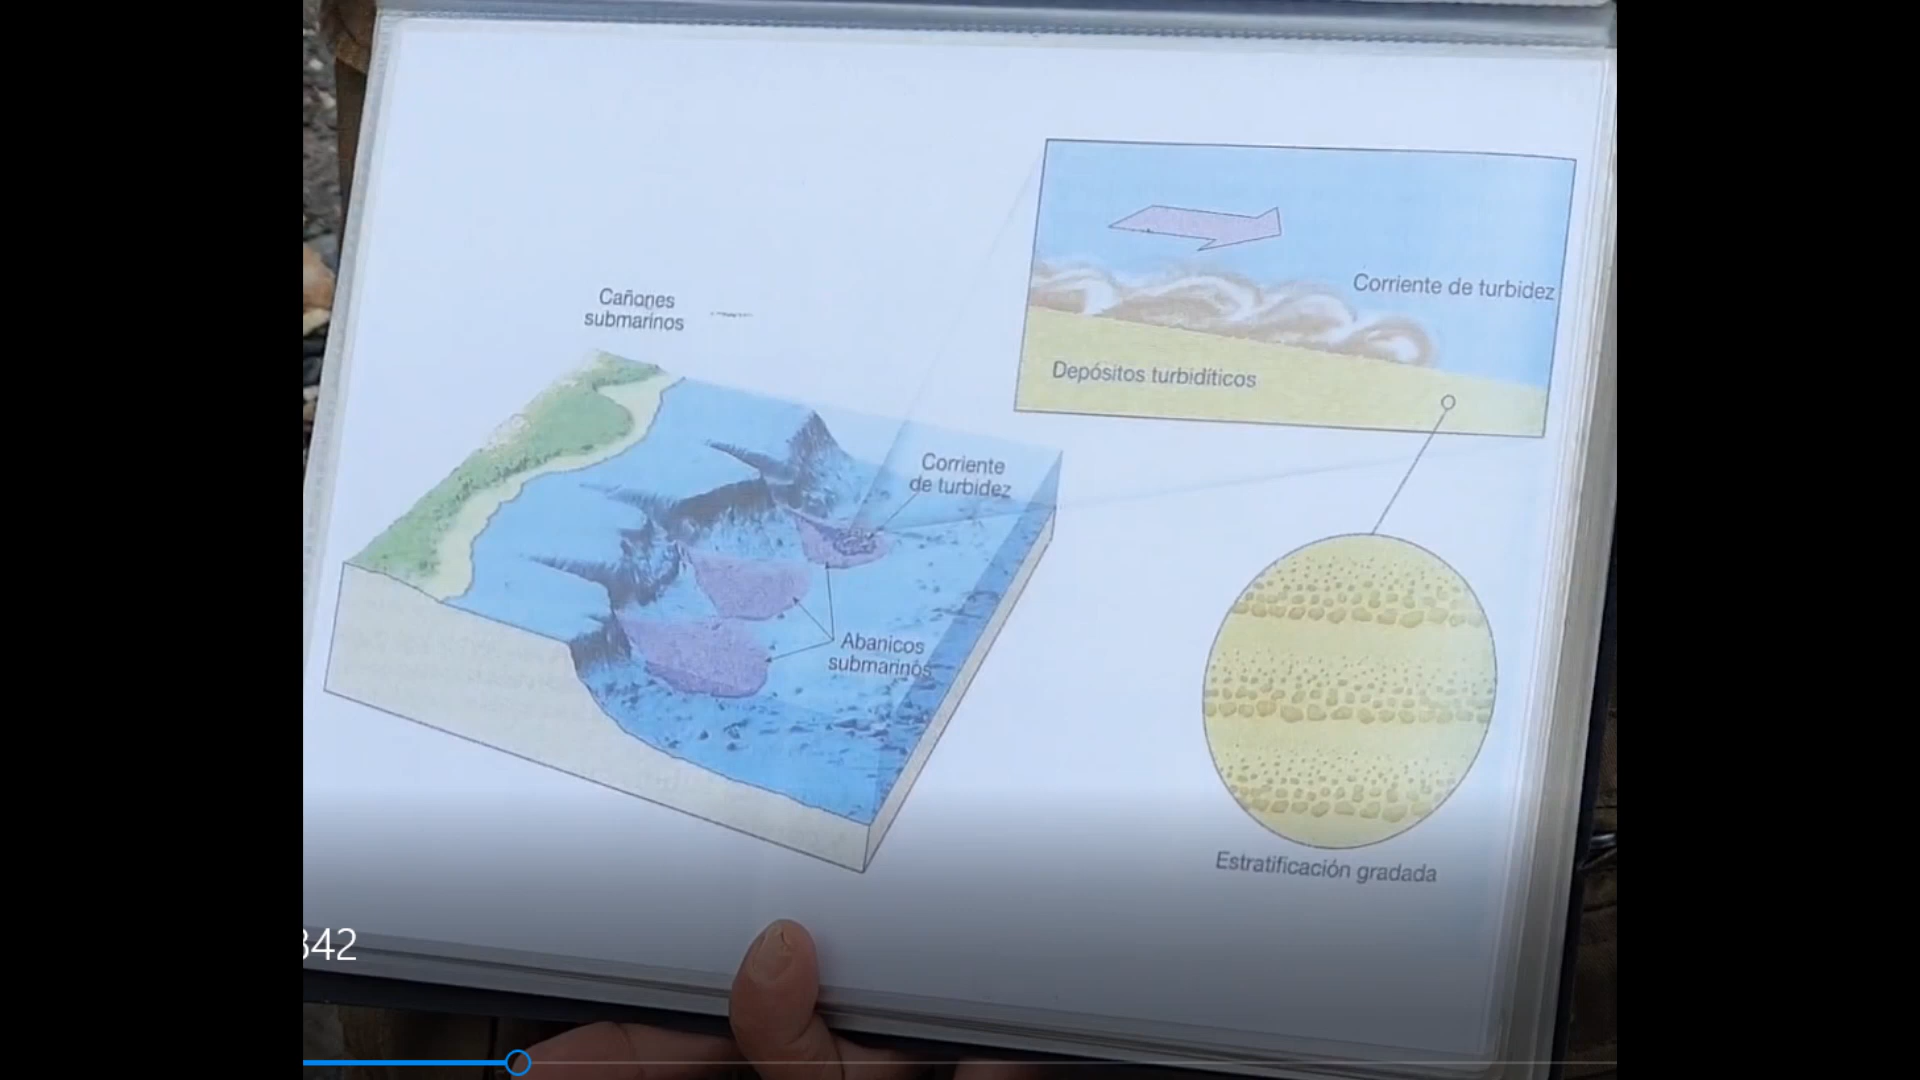 Cañones
submarinos
Corriente de turbidez
Depósitos turbidíticos
Corriente
de turbidez
Abanicos
submarinos
Estratificación gradada
342